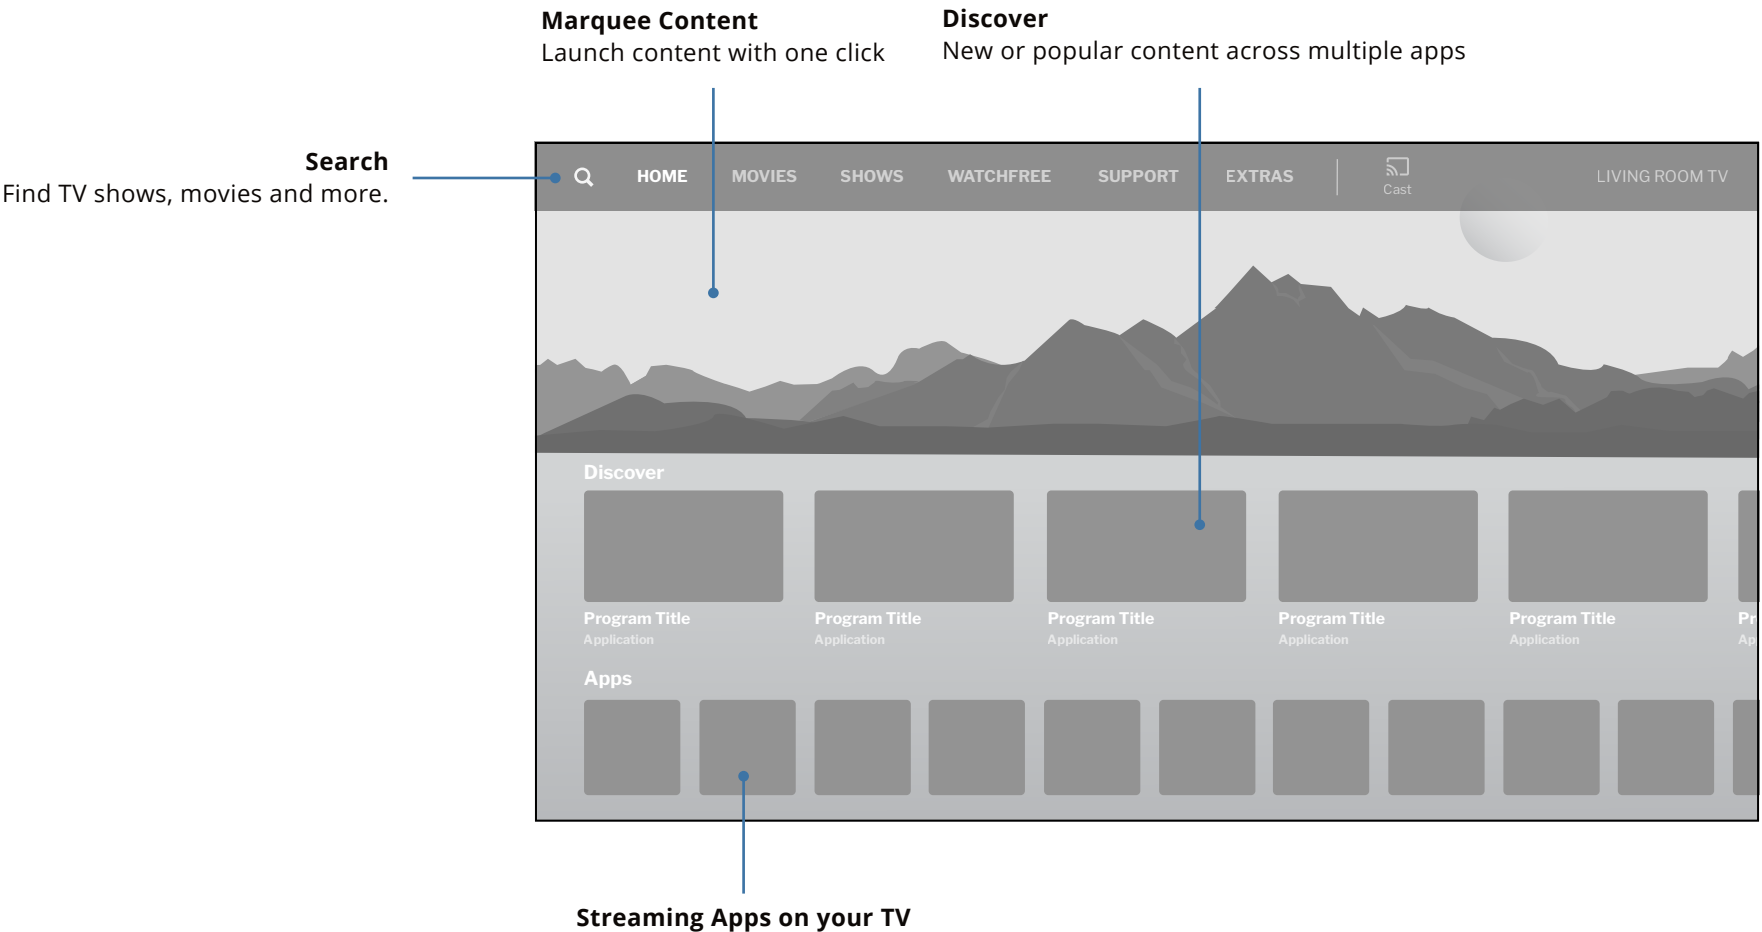 Marquee Content
Launch content with one click
Discover
New or popular content across multiple apps
Search
Find TV shows, movies and more.
HOME MOVIES SHOWS WATCHFREE SUPPORT EXTRAS Cast LIVING ROOM TV
Discover
Program Title Program Title Program Title Program Title Program Title Pr
Application Application Application Application Application Ap
Apps
Streaming Apps on your TV